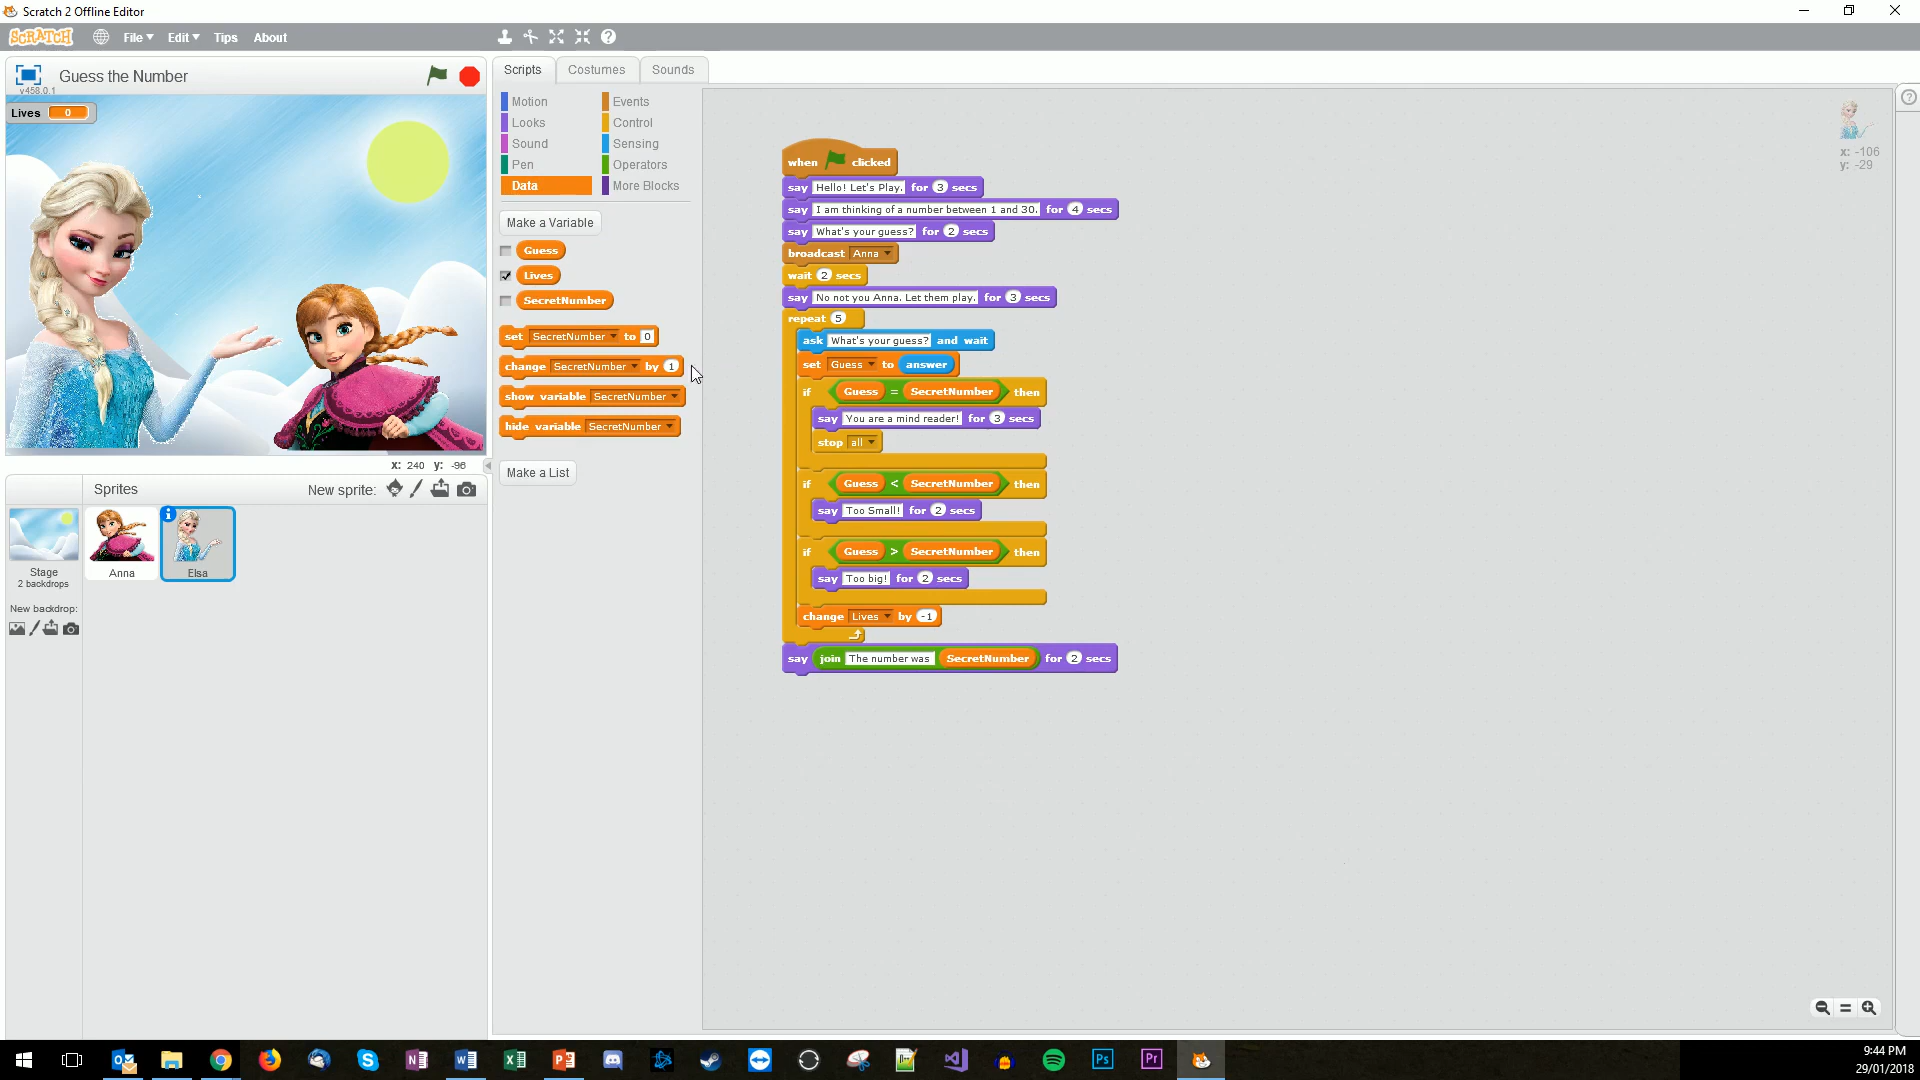 Scratch 2 Offline Editor
SCRATCH
File
Edit
Tips
About
Guess the Number
v458.0.1
Lives 0
x: 240 y: -96
Sprites
New sprite:
Stage
2 backdrops
New backdrop:
Anna
Elsa
Scripts
Costumes
Sounds
Motion
Events
Looks
Control
Sound
Sensing
Pen
Operators
Data
More Blocks
Make a Variable
Guess
Lives
SecretNumber
set SecretNumber to 0
change SecretNumber by 1
show variable SecretNumber
hide variable SecretNumber
Make a List
when clicked
say Hello! Let's Play. for 3 secs
say I am thinking of a number between 1 and 30. for 4 secs
say What's your guess? for 2 secs
broadcast Anna
wait 2 secs
say No not you Anna. Let them play. for 3 secs
repeat 5
ask What's your guess? and wait
set Guess to answer
if Guess = SecretNumber then
say You are a mind reader! for 3 secs
stop all
if Guess < SecretNumber then
say Too Small! for 2 secs
if Guess > SecretNumber then
say Too big! for 2 secs
change Lives by -1
say join The number was SecretNumber for 2 secs
x: -106
y: -29
9:44 PM
29/01/2018